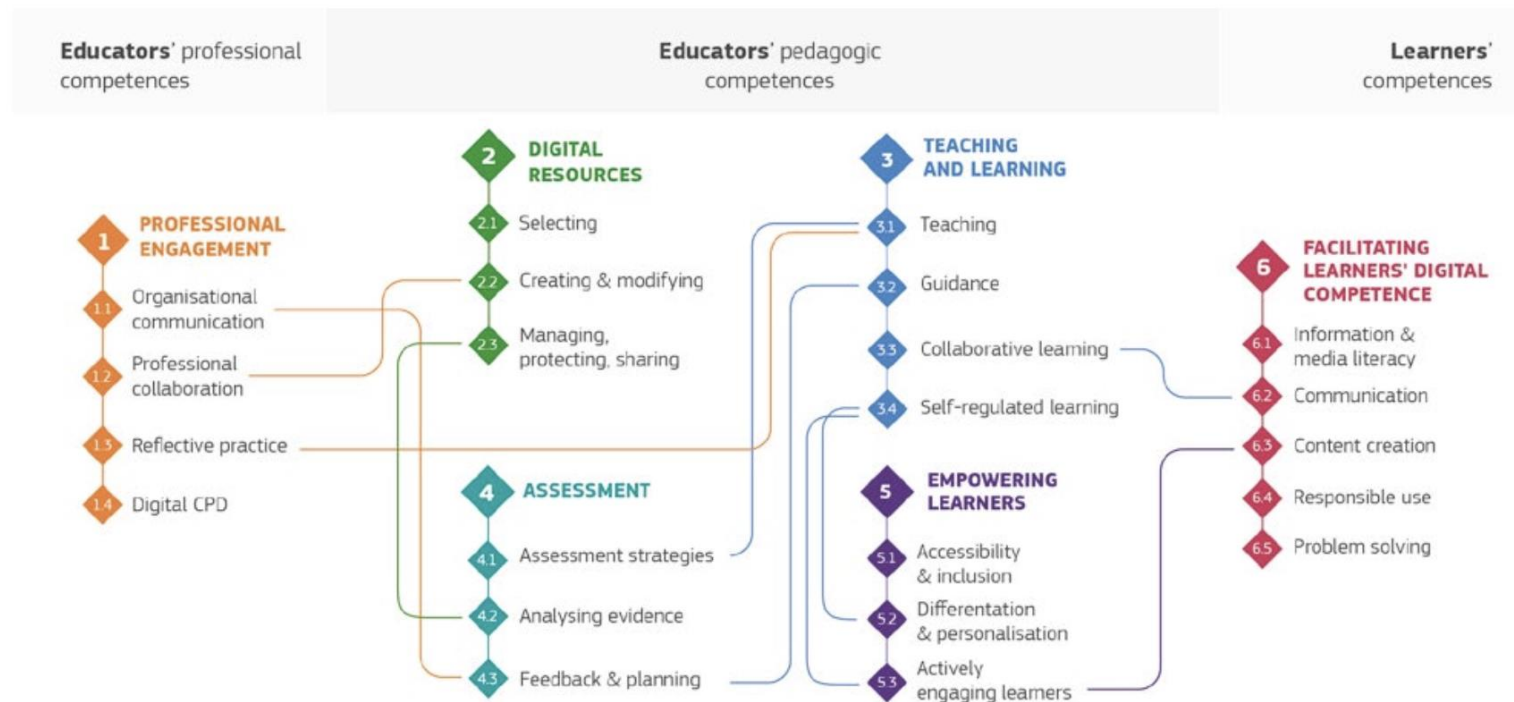 Educators' professional
competences
Educators' pedagogic
competences
Learners'
competences
1
PROFESSIONAL
ENGAGEMENT
1.1
Organisational
communication
1.2
Professional
collaboration
1.3
Reflective practice
1.4
Digital CPD
2
DIGITAL
RESOURCES
2.1
Selecting
2.2
Creating & modifying
2.3
Managing,
protecting, sharing
3
TEACHING
AND LEARNING
3.1
Teaching
3.2
Guidance
3.3
Collaborative learning
3.4
Self-regulated learning
4
ASSESSMENT
4.1
Assessment strategies
4.2
Analysing evidence
4.3
Feedback & planning
5
EMPOWERING
LEARNERS
5.1
Accessibility
& inclusion
5.2
Differentation
& personalisation
5.3
Actively
engaging learners
6
FACILITATING
LEARNERS' DIGITAL
COMPETENCE
6.1
Information &
media literacy
6.2
Communication
6.3
Content creation
6.4
Responsible use
6.5
Problem solving